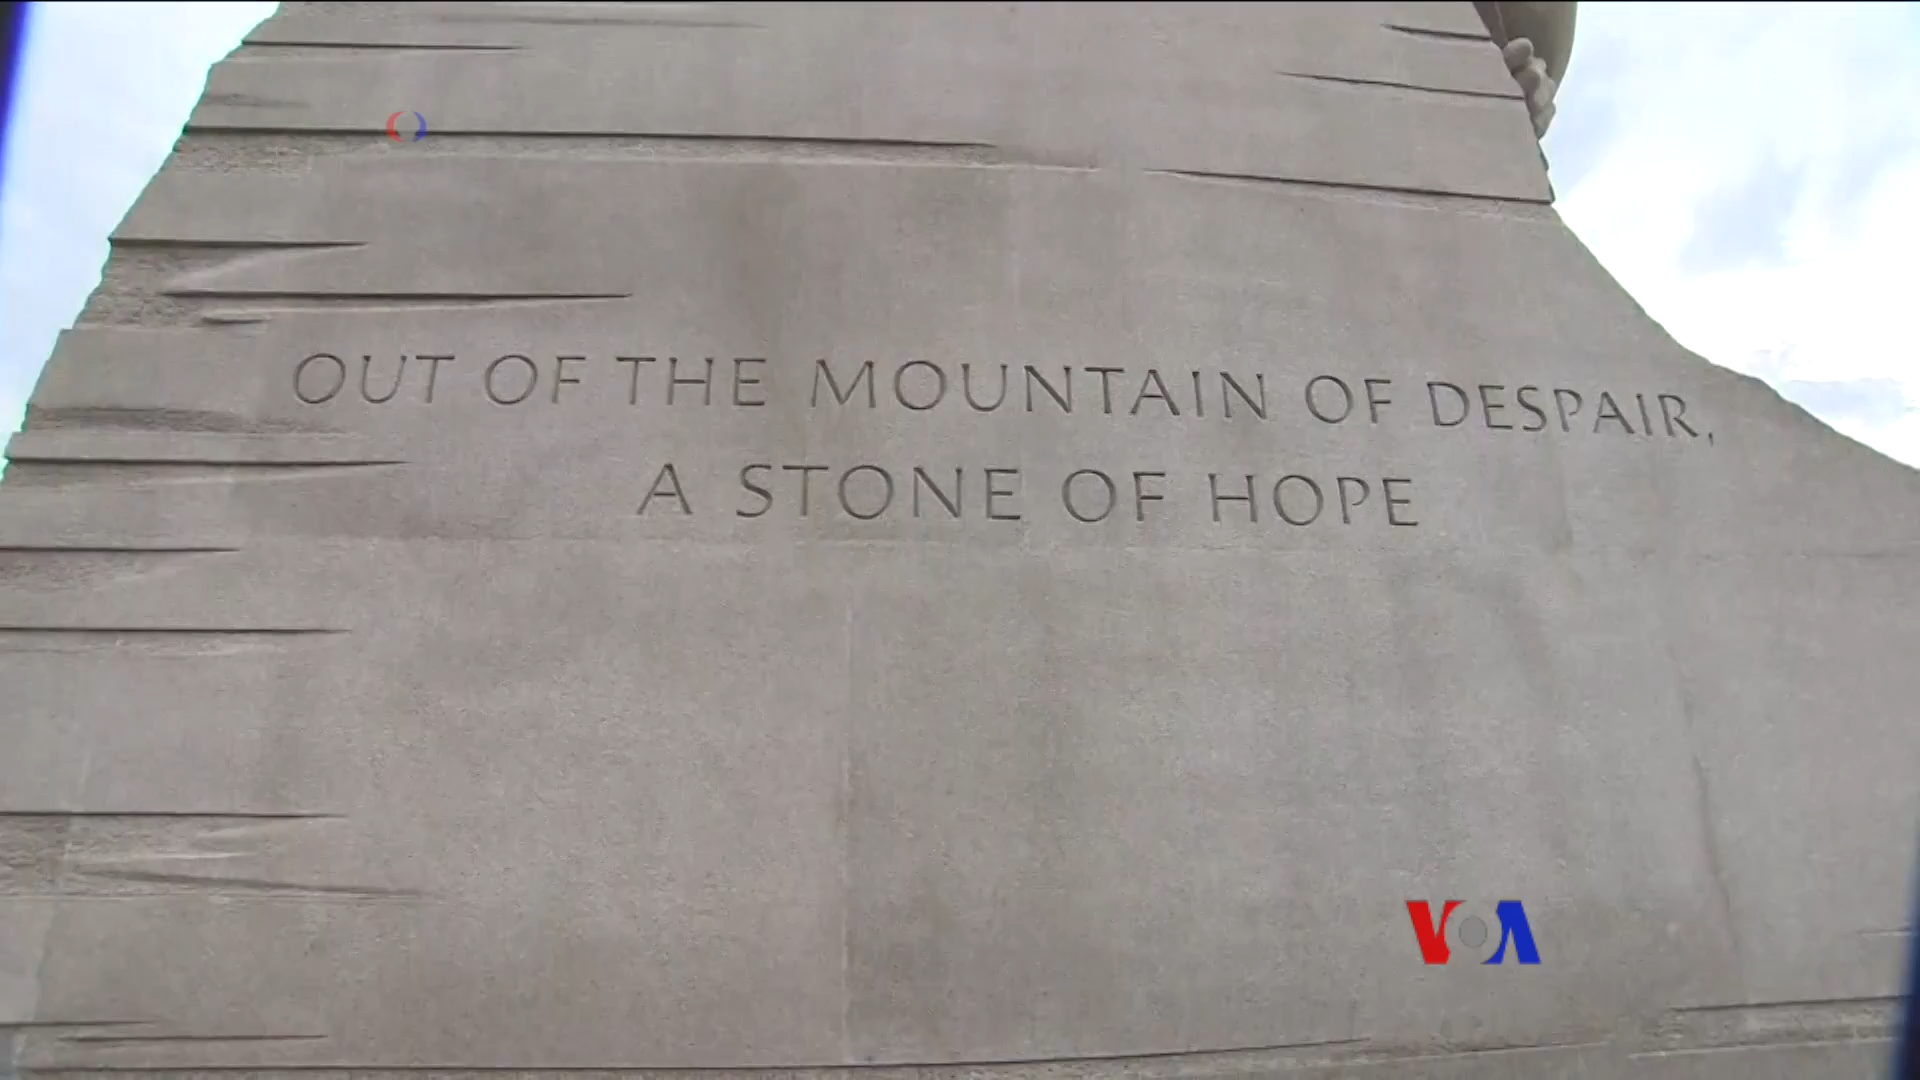 OUT OF THE MOUNTAIN OF DESPAIR,
A STONE OF HOPE
VOA